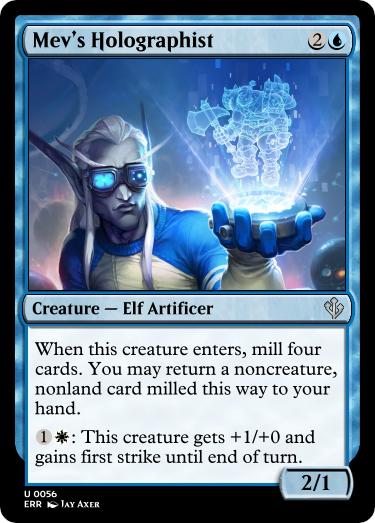 Mev's Holographist 2
Creature — Elf Artificer
When this creature enters, mill four
cards. You may return a noncreature,
nonland card milled this way to your
hand.
1: This creature gets +1/+0 and
gains first strike until end of turn.
2/1
U 0056
ERR Jay Axer